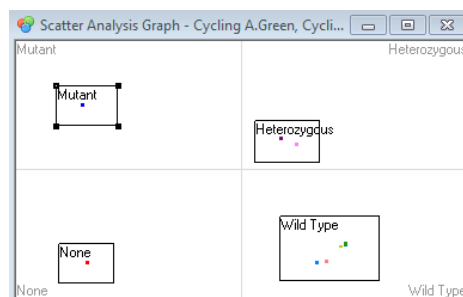 Scatter Analysis Graph - Cycling A.Green, Cycli...
Mutant
Heterozygous
Mutant
Heterozygous
None
Wild Type
None
Wild Type